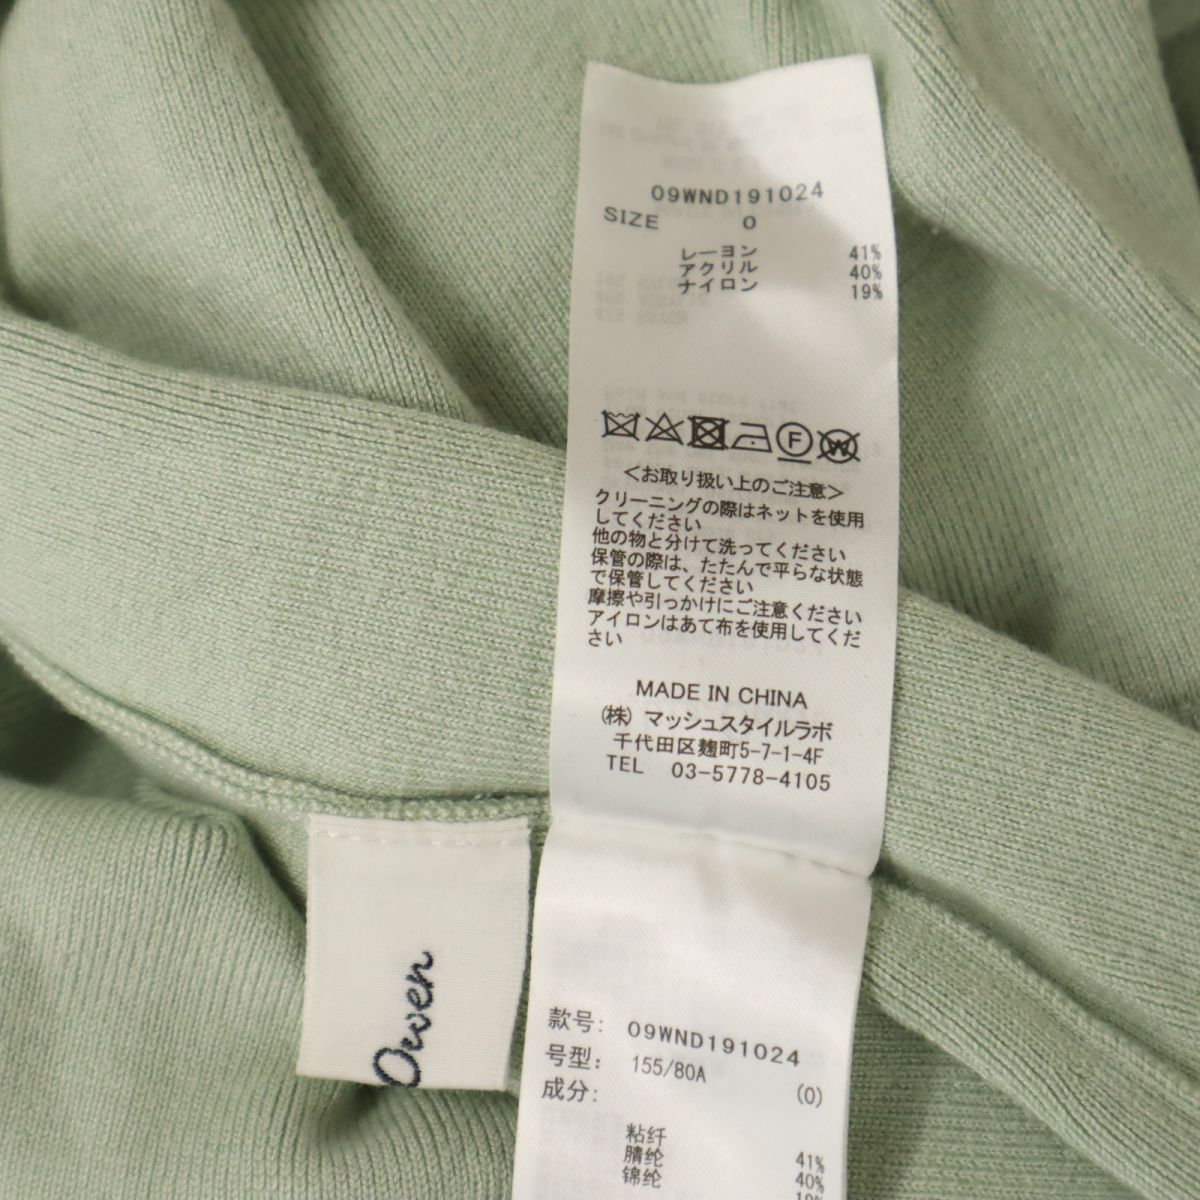 09WND191024
SIZE 0
レーヨン 41%
アクリル 40%
ナイロン 19%
F W
<お取り扱い上のご注意>
クリーニングの際はネットを使用
してください
他の物と分けて洗ってください
保管の際は、たたんで平らな状態
で保管してください
摩擦や引っかけにご注意ください
アイロンはあて布を使用してくだ
さい
MADE IN CHINA
(株) マッシュスタイルラボ
千代田区麹町5-7-1-4F
TEL 03-5778-4105
Owen
款号: 09WND191024
号型: 155/80A (0)
成分:
粘纤 41%
腈纶 40%
锦纶 19%